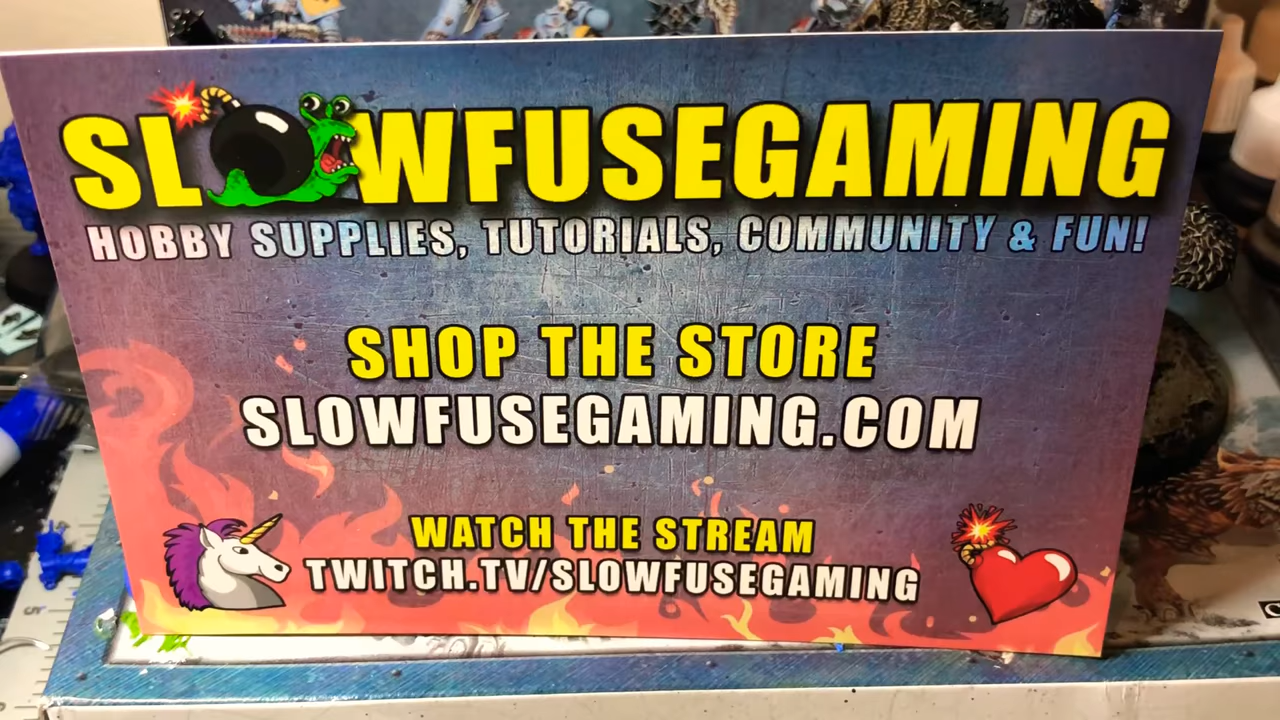 SLOWFUSEGAMING
HOBBY SUPPLIES, TUTORIALS, COMMUNITY & FUN!
SHOP THE STORE
SLOWFUSEGAMING.COM
WATCH THE STREAM
TWITCH.TV/SLOWFUSEGAMING